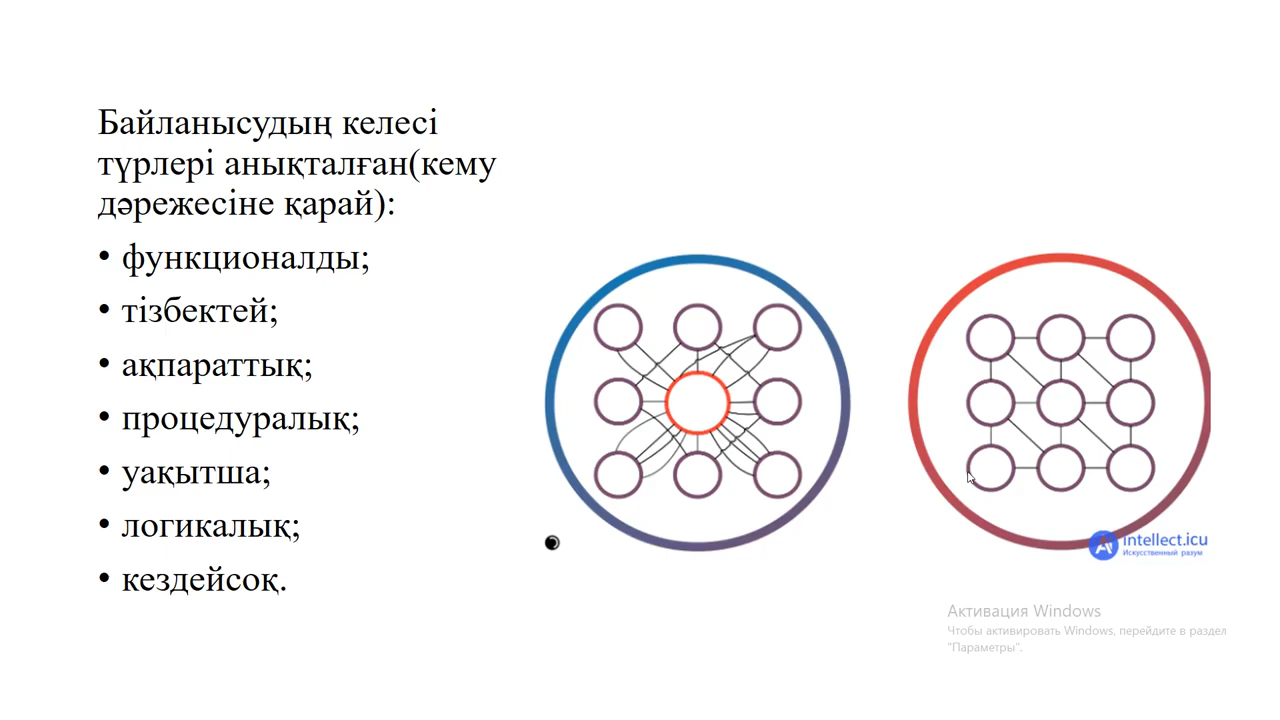 Байланысудың келесі
түрлері анықталған(кему
дәрежесіне қарай):
• функционалды;
• тізбектей;
• ақпараттық;
• процедуралық;
• уақытша;
• логикалық;
• кездейсоқ.
intellect.icu
Искусственный разум
Активация Windows
Чтобы активировать Windows, перейдите в раздел
"Параметры".